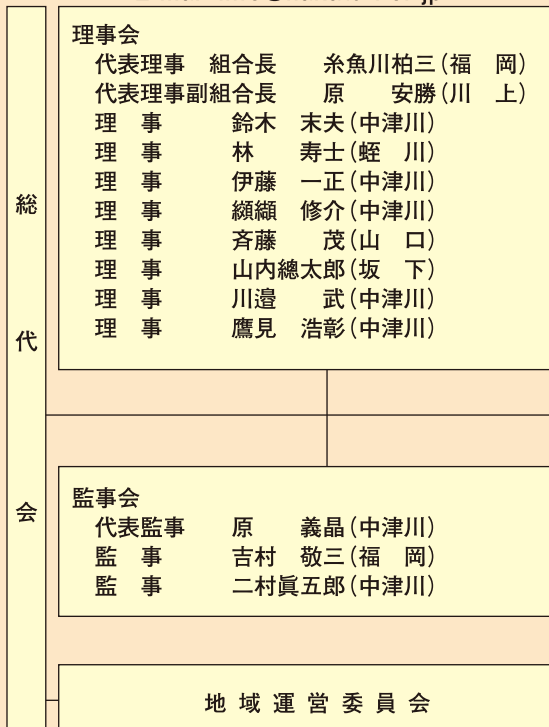 総代会
理事会
代表理事　組合長　糸魚川柏三（福　岡）
代表理事副組合長　原　安勝（川　上）
理　事　鈴木　末夫（中津川）
理　事　林　寿士（蛭　川）
理　事　伊藤　一正（中津川）
理　事　纐纈　修介（中津川）
理　事　斉藤　茂（山　口）
理　事　山内總太郎（坂　下）
理　事　川邉　武（中津川）
理　事　鷹見　浩彰（中津川）
監事会
代表監事　原　義晶（中津川）
監　事　吉村　敬三（福　岡）
監　事　二村眞五郎（中津川）
地域運営委員会